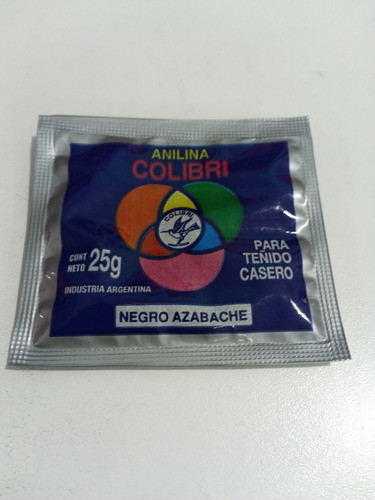 ANILINA
COLIBRI
COLIBRI
CONT
NETO 25g
INDUSTRIA ARGENTINA
PARA
TEÑIDO
CASERO
NEGRO AZABACHE